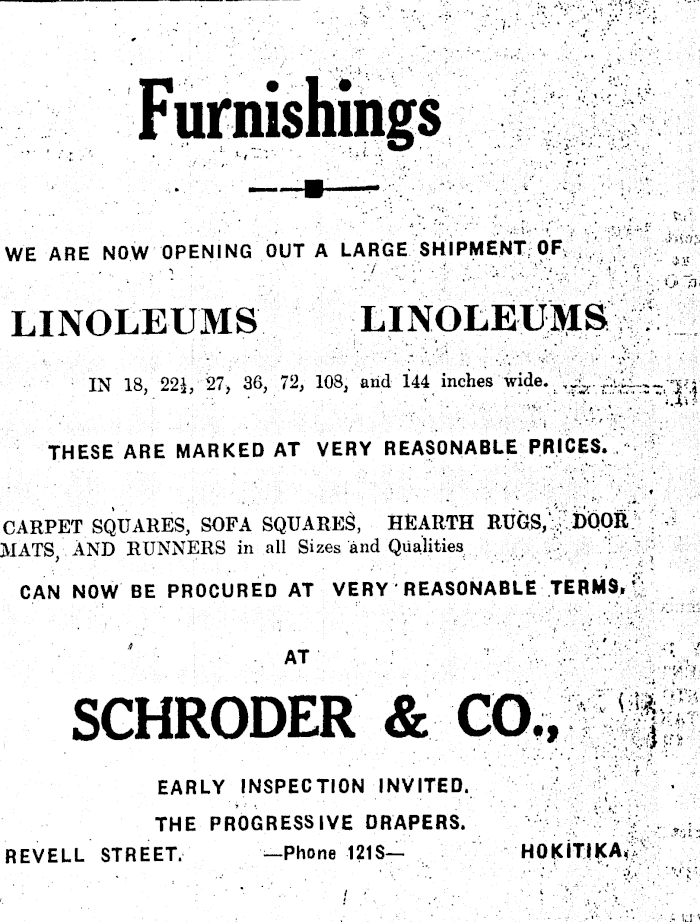 Furnishings
WE ARE NOW OPENING OUT A LARGE SHIPMENT OF
LINOLEUMS LINOLEUMS
IN 18, 22½, 27, 36, 72, 108, and 144 inches wide.
THESE ARE MARKED AT VERY REASONABLE PRICES.
CARPET SQUARES, SOFA SQUARES, HEARTH RUGS, DOOR
MATS, AND RUNNERS in all Sizes and Qualities
CAN NOW BE PROCURED AT VERY REASONABLE TERMS,
AT
SCHRODER & CO.,
EARLY INSPECTION INVITED.
THE PROGRESSIVE DRAPERS.
REVELL STREET. —Phone 121S— HOKITIKA.